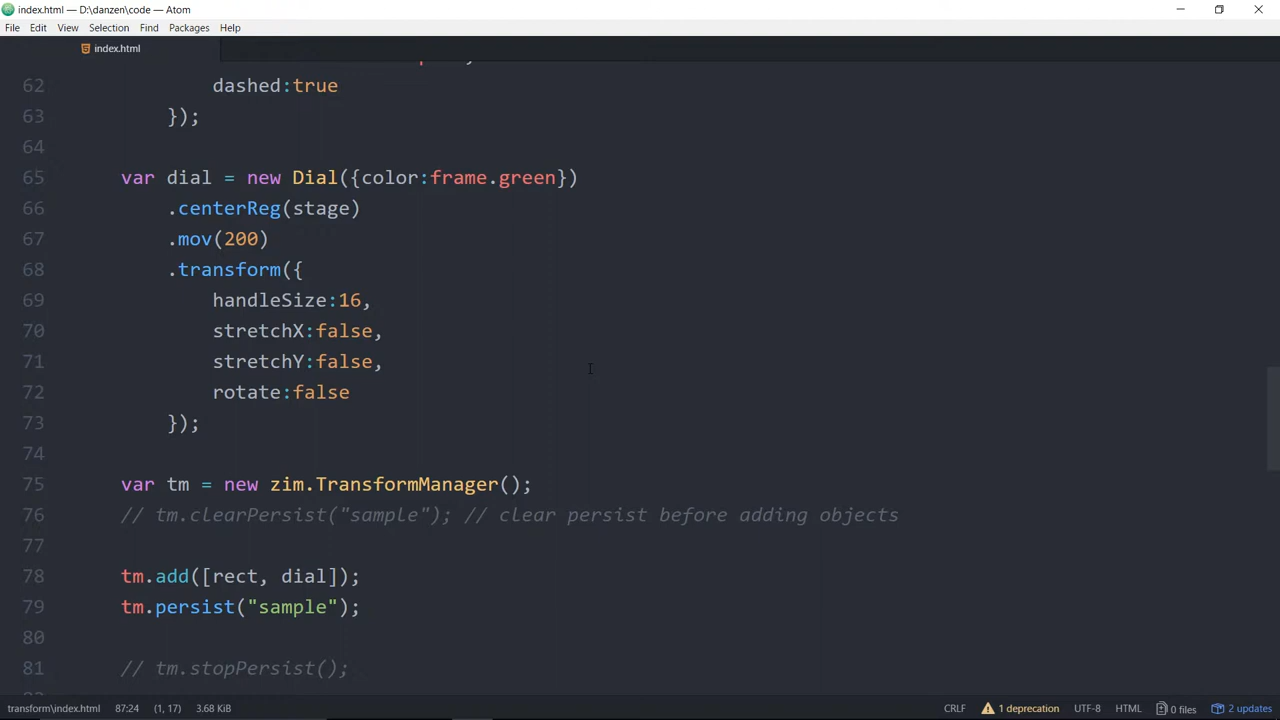 index.html — D:\danzen\code — Atom
File Edit View Selection Find Packages Help
index.html
62 dashed:true
63 });
64
65 var dial = new Dial({color:frame.green})
66 .centerReg(stage)
67 .mov(200)
68 .transform({
69 handleSize:16,
70 stretchX:false,
71 stretchY:false,
72 rotate:false
73 });
74
75 var tm = new zim.TransformManager();
76 // tm.clearPersist("sample"); // clear persist before adding objects
77
78 tm.add([rect, dial]);
79 tm.persist("sample");
80
81 // tm.stopPersist();
transform\index.html 87:24 (1, 17) 3.68 KiB CRLF 1 deprecation UTF-8 HTML 0 files 2 updates